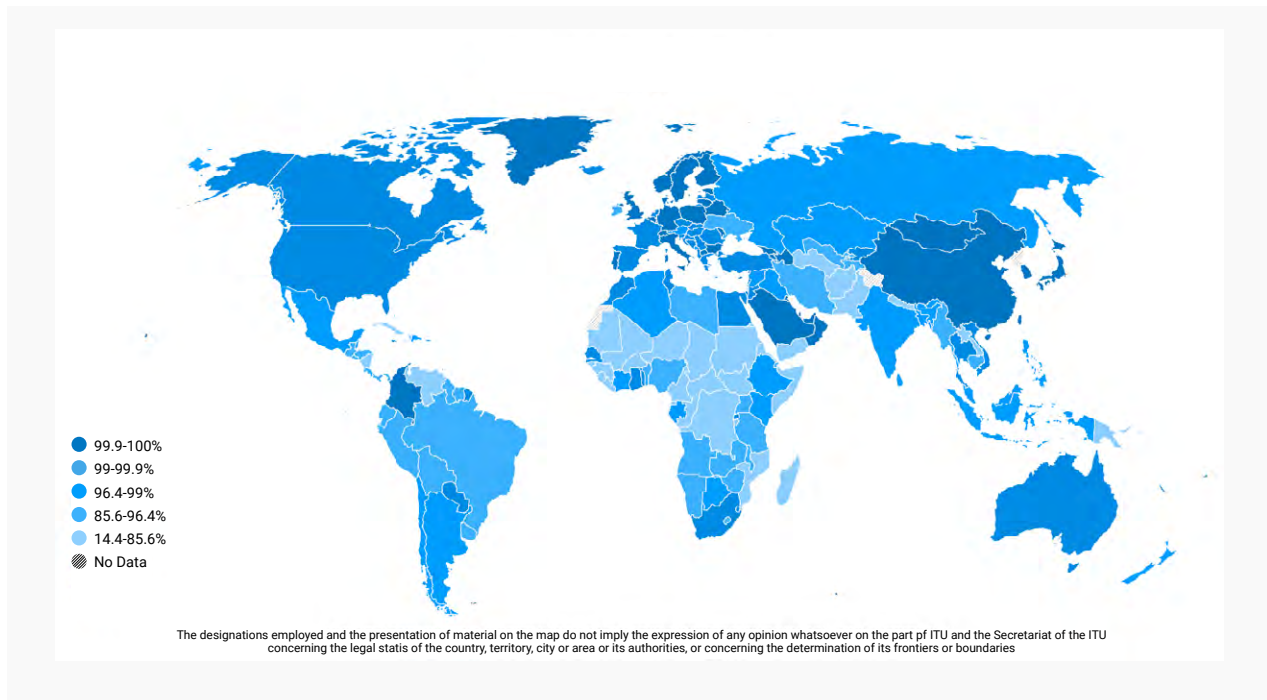 99.9-100%
99-99.9%
96.4-99%
85.6-96.4%
14.4-85.6%
No Data
The designations employed and the presentation of material on the map do not imply the expression of any opinion whatsoever on the part pf ITU and the Secretariat of the ITU
concerning the legal statis of the country, territory, city or area or its authorities, or concerning the determination of its frontiers or boundaries